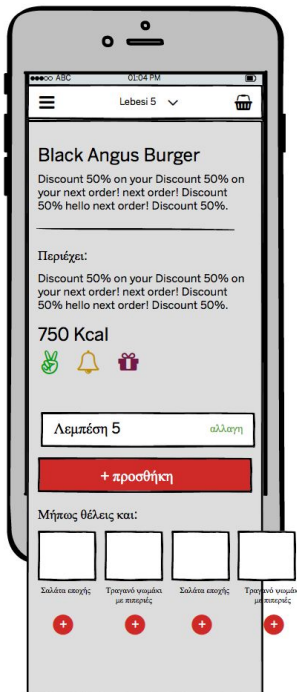 ABC 01:04 PM
Lebesi 5
Black Angus Burger
Discount 50% on your Discount 50% on
your next order! next order! Discount
50% hello next order! Discount 50%.
Περιέχει:
Discount 50% on your Discount 50% on
your next order! next order! Discount
50% hello next order! Discount 50%.
750 Kcal
Λεμπέση 5 αλλαγη
+ προσθήκη
Μήπως θέλεις και:
Σαλάτα εποχής Τραγανό ψωμάκι Σαλάτα εποχής Τραγανό ψωμάκι
με πιπεριές με πιπεριές
+ + + +